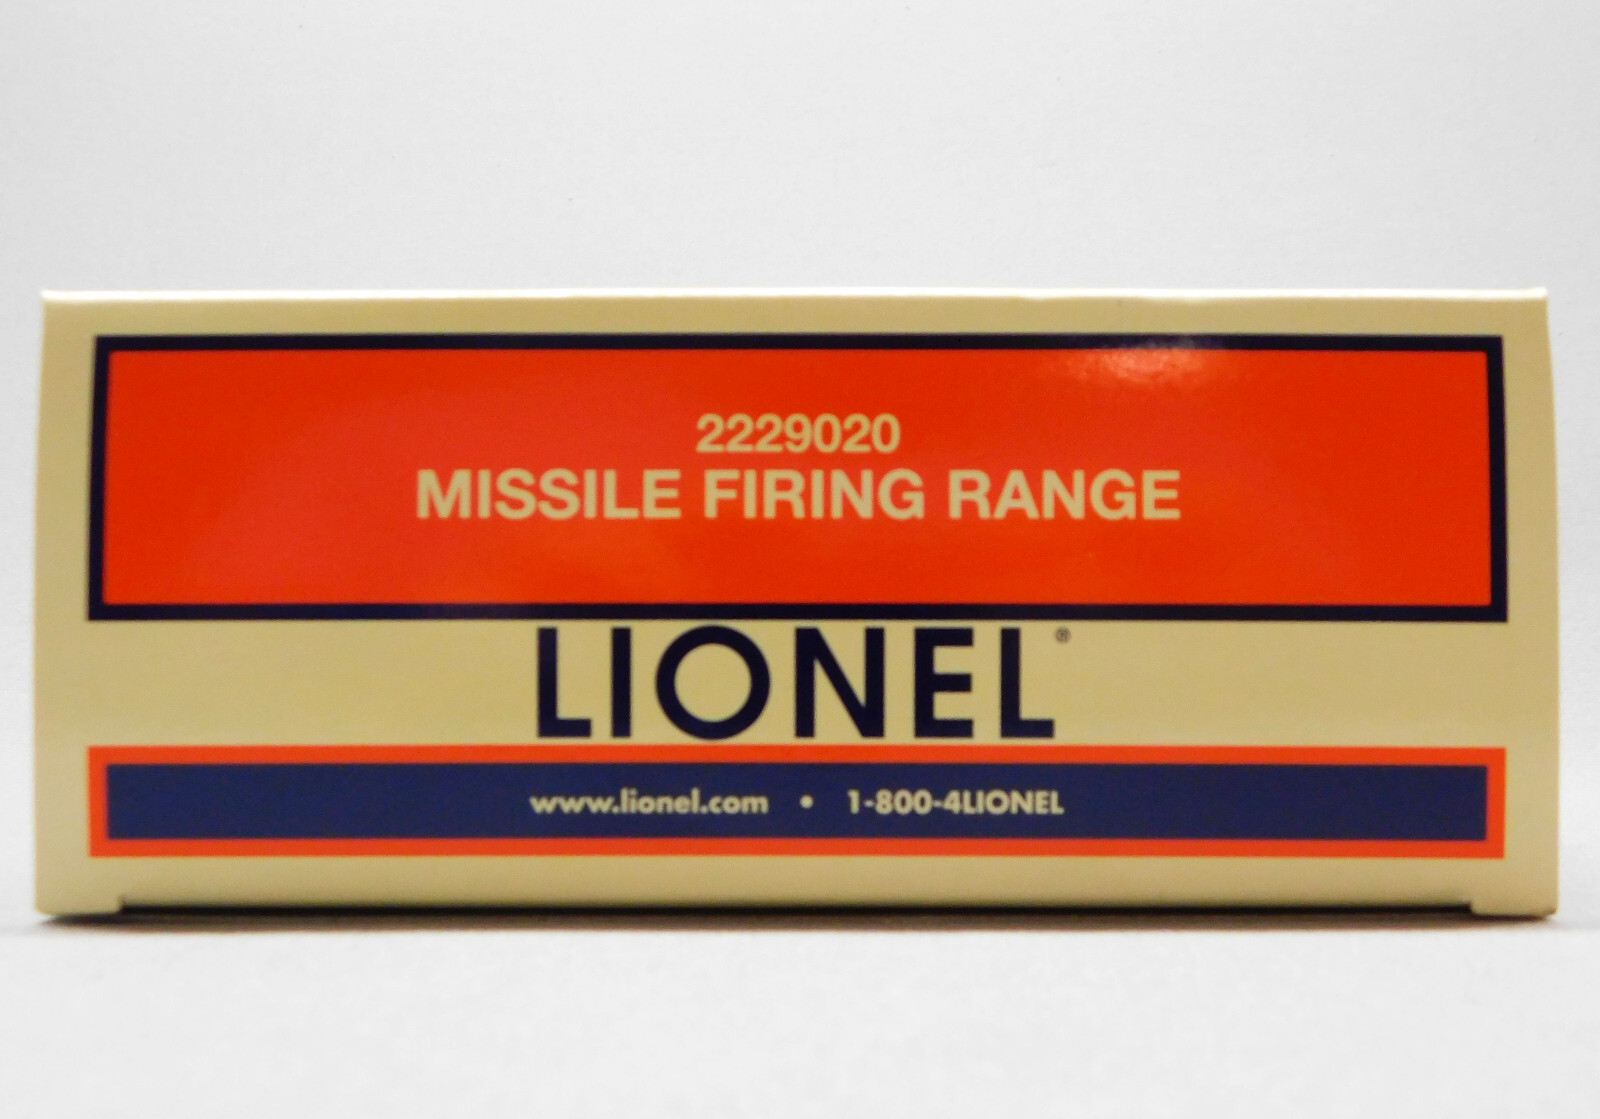 2229020
MISSILE FIRING RANGE
LIONEL®
www.lionel.com • 1-800-4LIONEL